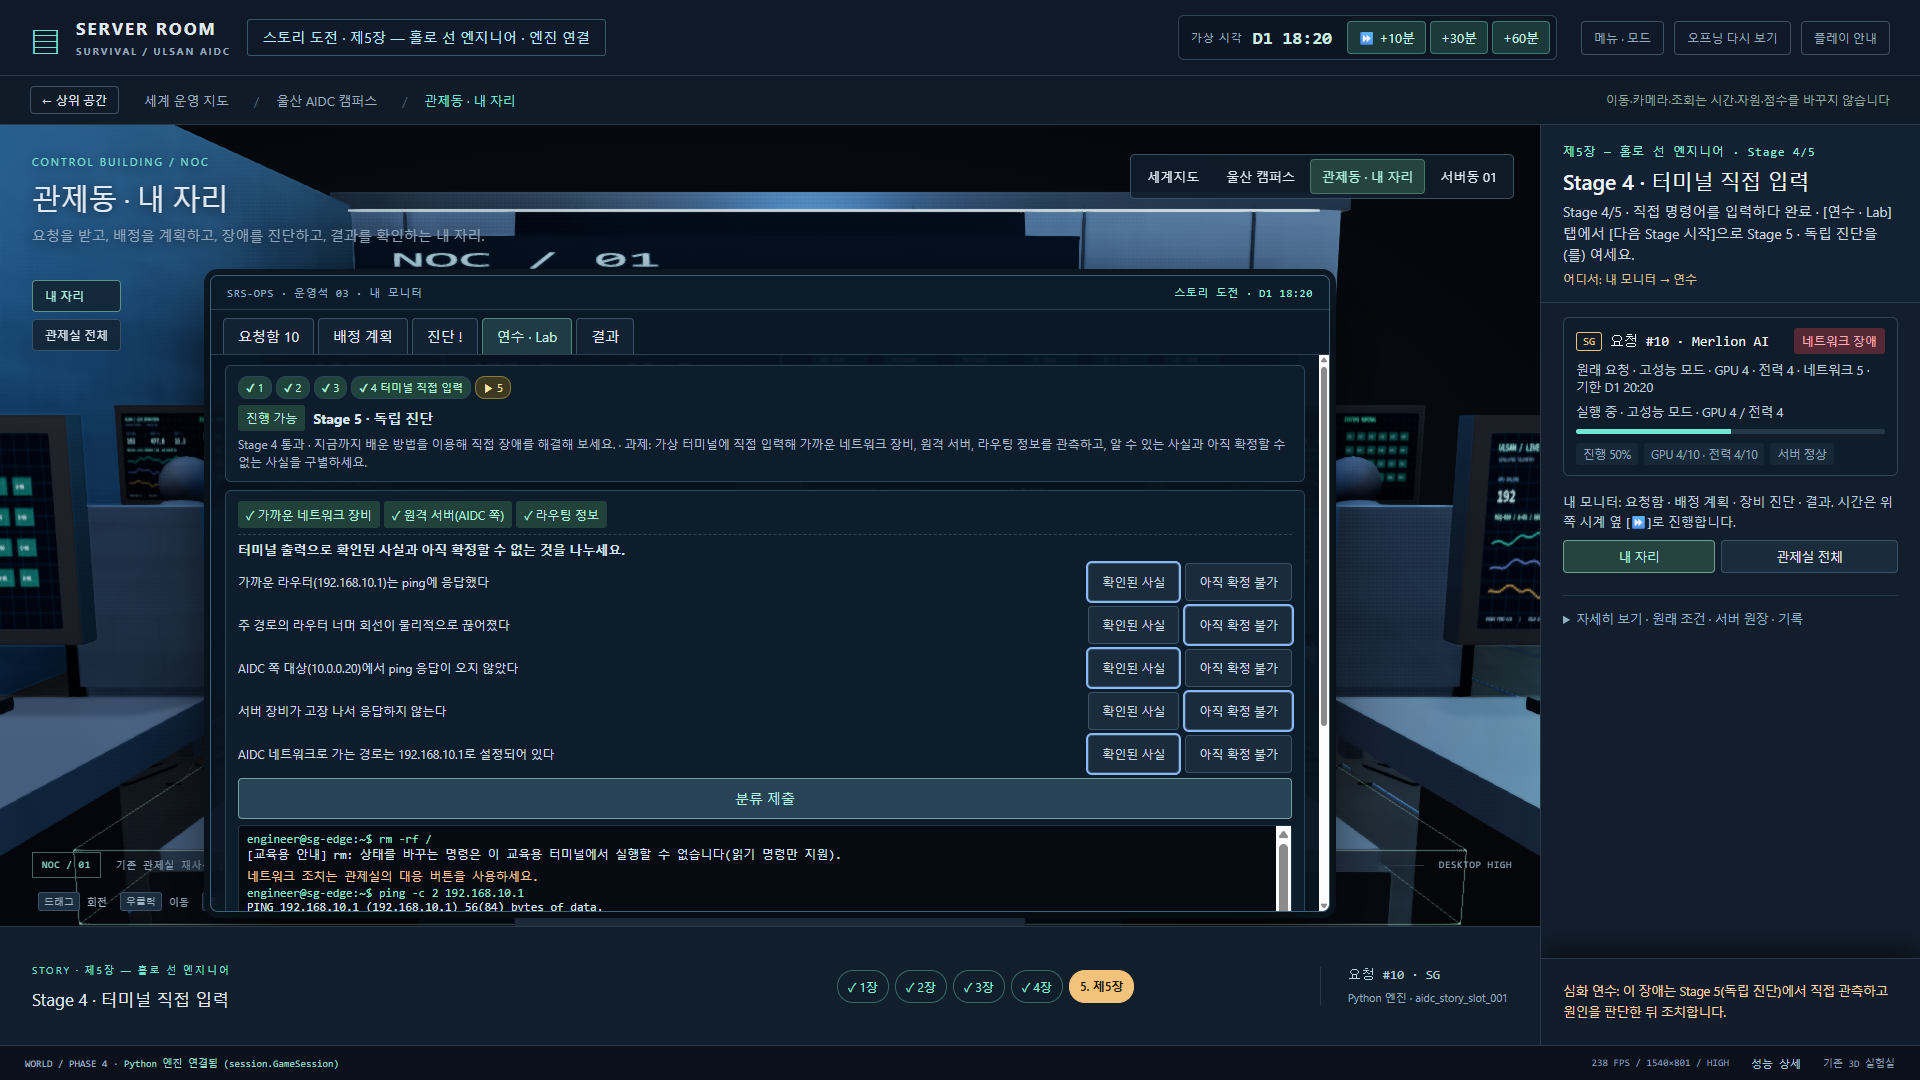 SERVER ROOM
SURVIVAL / ULSAN AIDC
스토리 도전 · 제5장 — 홀로 선 엔지니어 · 엔진 연결
가상 시각 D1 18:20 ⏩ +10분 +30분 +60분
메뉴 · 모드 오프닝 다시 보기 플레이 안내
← 상위 공간 세계 운영 지도 / 울산 AIDC 캠퍼스 / 관제동 · 내 자리
이동·카메라·조회는 시간·자원·점수를 바꾸지 않습니다
CONTROL BUILDING / NOC
관제동 · 내 자리
요청을 받고, 배정을 계획하고, 장애를 진단하고, 결과를 확인하는 내 자리.
세계지도 울산 캠퍼스 관제동 · 내 자리 서버동 01
내 자리
관제실 전체
NOC / 01
SRS-OPS · 운영석 03 · 내 모니터
스토리 도전 · D1 18:20
요청함 10 배정 계획 진단 ! 연수 · Lab 결과
✓ 1 ✓ 2 ✓ 3 ✓ 4 터미널 직접 입력 ▶ 5
진행 가능 Stage 5 · 독립 진단
Stage 4 통과 · 지금까지 배운 방법을 이용해 직접 장애를 해결해 보세요. · 과제: 가상 터미널에 직접 입력해 가까운 네트워크 장비, 원격 서버, 라우팅 정보를 관측하고, 알 수 있는 사실과 아직 확정할 수
없는 사실을 구별하세요.
✓ 가까운 네트워크 장비 ✓ 원격 서버(AIDC 쪽) ✓ 라우팅 정보
터미널 출력으로 확인된 사실과 아직 확정할 수 없는 것을 나누세요.
가까운 라우터(192.168.10.1)는 ping에 응답했다 확인된 사실 아직 확정 불가
주 경로의 라우터 너머 회선이 물리적으로 끊어졌다 확인된 사실 아직 확정 불가
AIDC 쪽 대상(10.0.0.20)에서 ping 응답이 오지 않았다 확인된 사실 아직 확정 불가
서버 장비가 고장 나서 응답하지 않는다 확인된 사실 아직 확정 불가
AIDC 네트워크로 가는 경로는 192.168.10.1로 설정되어 있다 확인된 사실 아직 확정 불가
분류 제출
engineer@sg-edge:~$ rm -rf /
[교육용 안내] rm: 상태를 바꾸는 명령은 이 교육용 터미널에서 실행할 수 없습니다(읽기 명령만 지원).
네트워크 조치는 관제실의 대응 버튼을 사용하세요.
engineer@sg-edge:~$ ping -c 2 192.168.10.1
PING 192.168.10.1 (192.168.10.1) 56(84) bytes of data.
ULSAN / LIVE
192
NOC / 01 기존 관제실 재사
드래그 회전 우클릭 이동
DESKTOP HIGH
제5장 — 홀로 선 엔지니어 · Stage 4/5
Stage 4 · 터미널 직접 입력
Stage 4/5 · 직접 명령어를 입력하다 완료 · [연수 · Lab]
탭에서 [다음 Stage 시작]으로 Stage 5 · 독립 진단을
(를) 여세요.
어디서: 내 모니터 → 연수
SG 요청 #10 · Merlion AI 네트워크 장애
원래 요청 · 고성능 모드 · GPU 4 · 전력 4 · 네트워크 5 ·
기한 D1 20:20
실행 중 · 고성능 모드 · GPU 4 / 전력 4
진행 50% GPU 4/10 · 전력 4/10 서버 정상
내 모니터: 요청함 · 배정 계획 · 장비 진단 · 결과. 시간은 위
쪽 시계 옆 [⏩]로 진행합니다.
내 자리 관제실 전체
▶ 자세히 보기 · 원래 조건 · 서버 원장 · 기록
심화 연수: 이 장애는 Stage 5(독립 진단)에서 직접 관측하고
원인을 판단한 뒤 조치합니다.
STORY · 제5장 — 홀로 선 엔지니어
Stage 4 · 터미널 직접 입력
✓ 1장 ✓ 2장 ✓ 3장 ✓ 4장 5. 제5장
요청 #10 · SG
Python 엔진 · aidc_story_slot_001
WORLD / PHASE 4 · Python 엔진 연결됨 (session.GameSession)
238 FPS / 1540×801 / HIGH 성능 상세 기존 3D 실험실